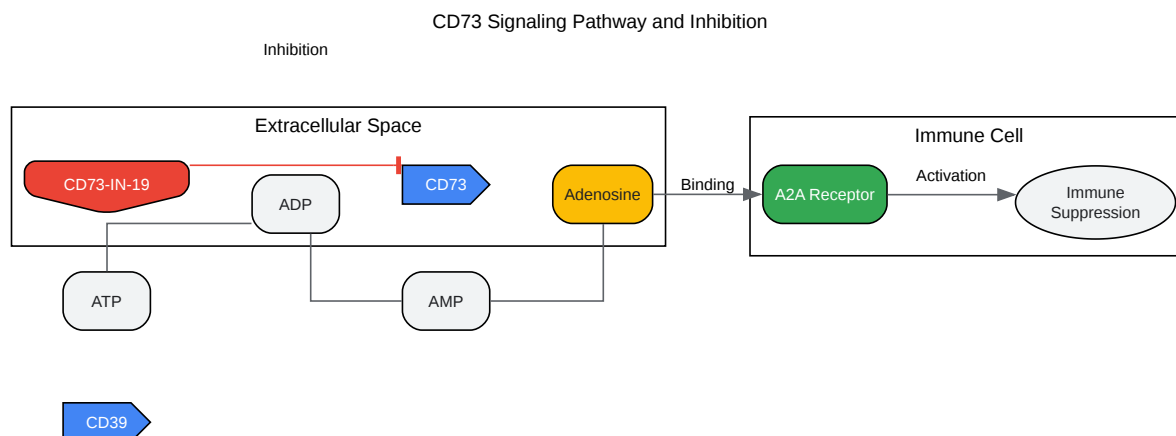 CD73 Signaling Pathway and Inhibition
Inhibition
Extracellular Space
Immune Cell
CD73-IN-19
CD73
ADP
Adenosine
Binding
A2A Receptor
Activation
Immune
Suppression
ATP
AMP
CD39